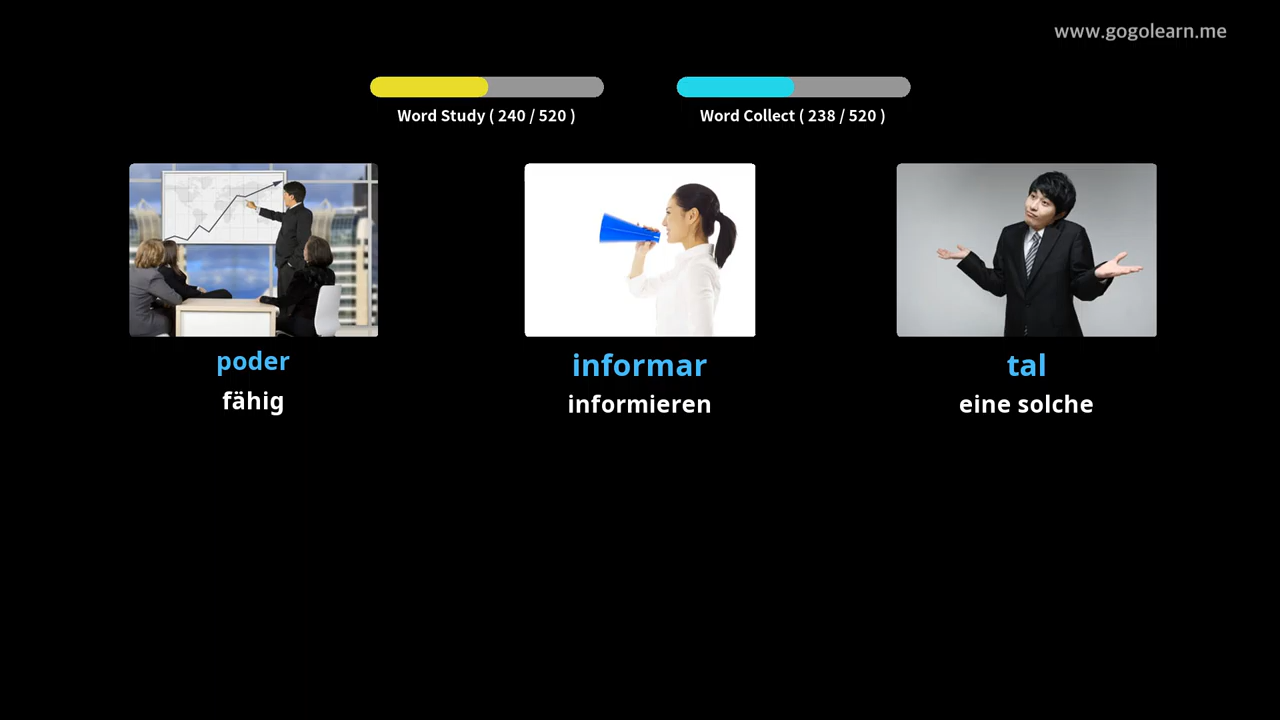 www.gogolearn.me
Word Study ( 240 / 520 )
Word Collect ( 238 / 520 )
poder
fähig
informar
informieren
tal
eine solche